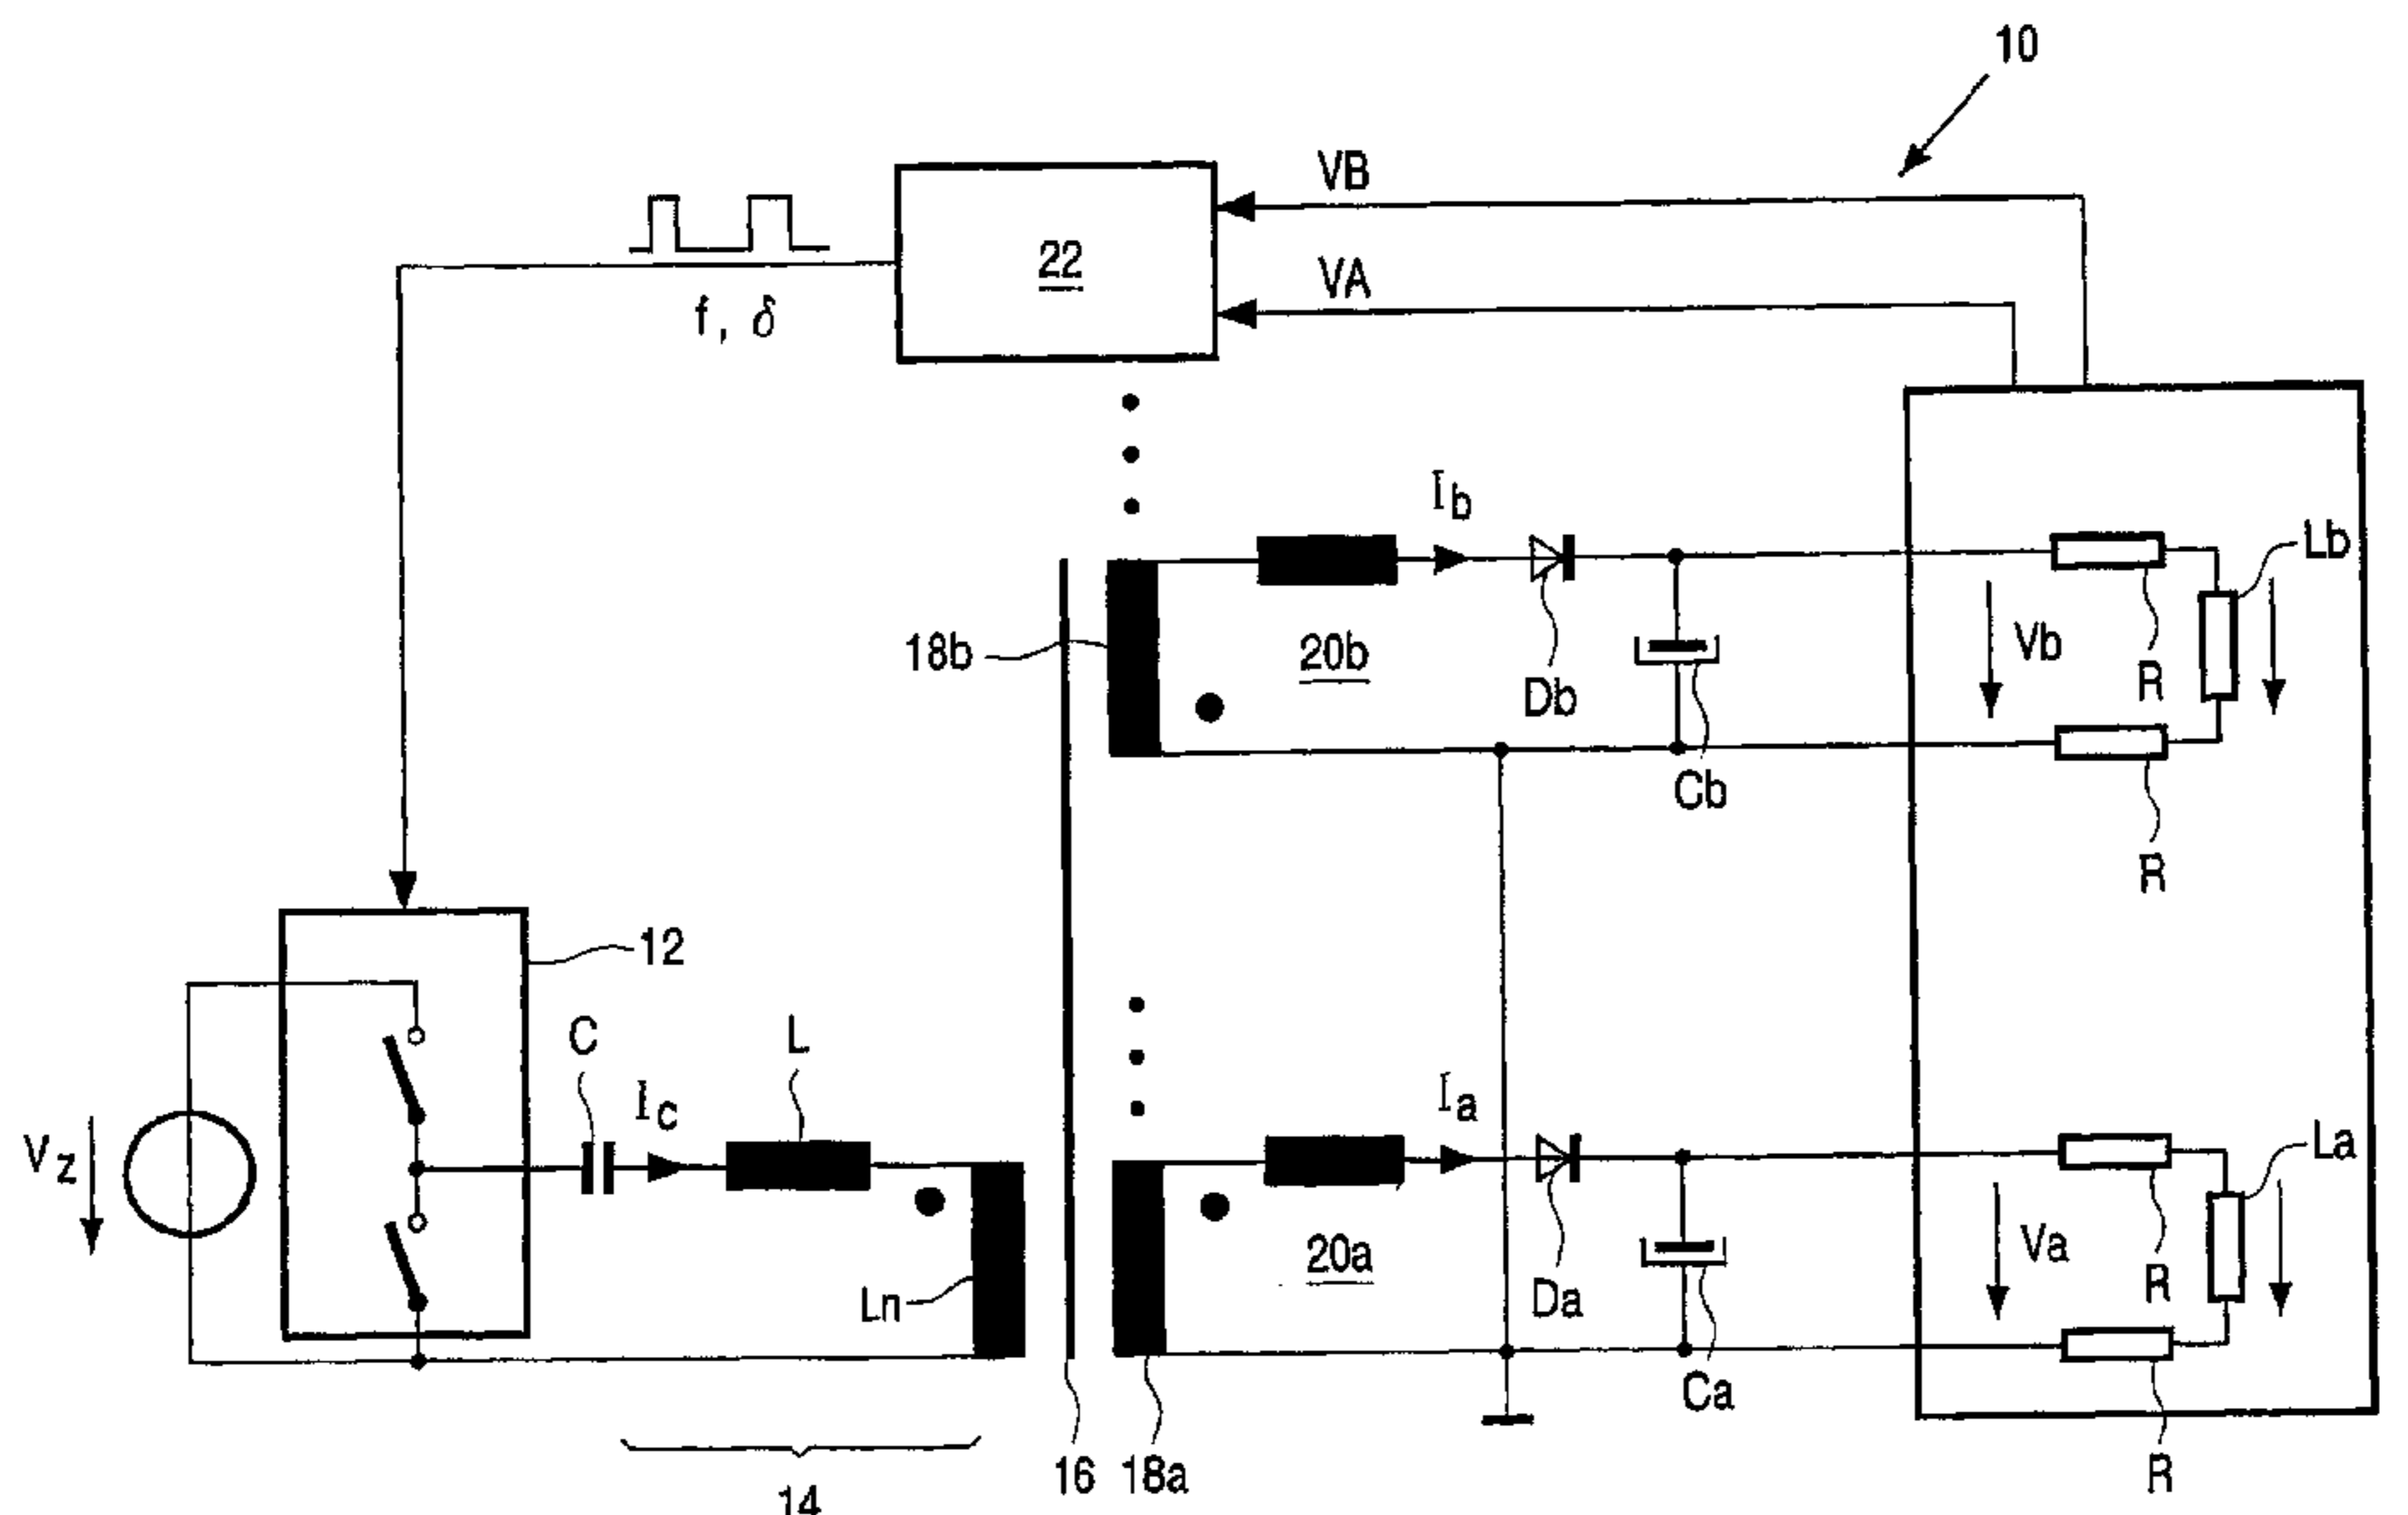 10
VB
22
VA
f, δ
Ib
Lb
18b
20b
Vb
R
Db
Cb
R
12
C
Ic
L
Ia
La
Vz
20a
Va
Ln
Da
R
Ca
16
18a
R
14